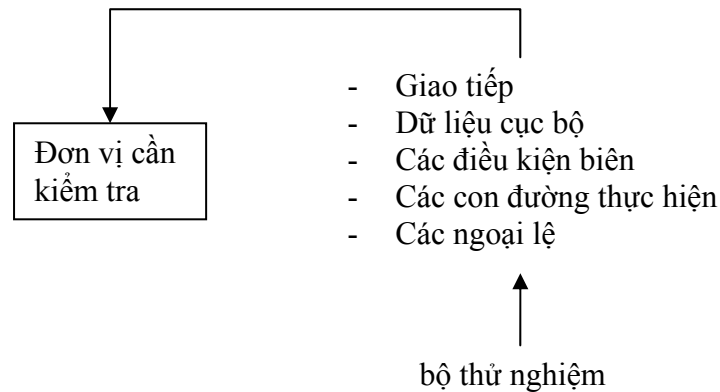 Đơn vị cần
kiểm tra
- Giao tiếp
- Dữ liệu cục bộ
- Các điều kiện biên
- Các con đường thực hiện
- Các ngoại lệ
bộ thử nghiệm